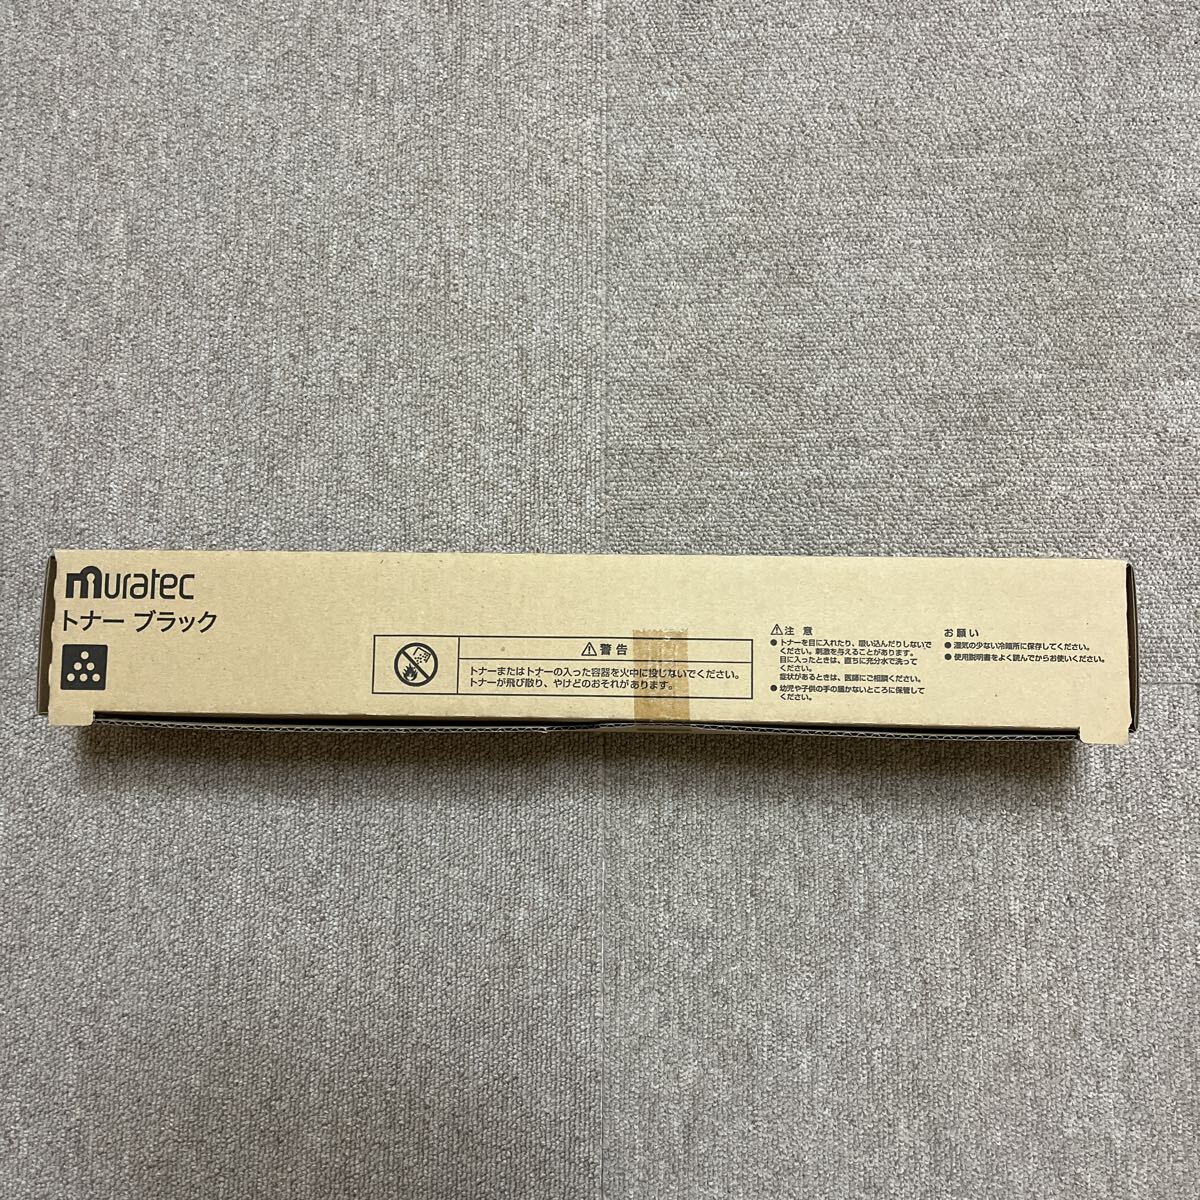 muratec
トナー ブラック
⚠警告
トナーまたはトナーの入った容器を火中に投じないでください。
トナーが飛び散り、やけどのおそれがあります。
⚠注 意
● トナーを目に入れたり、吸い込んだりしないで
ください。刺激を与えることがあります。
目に入ったときは、直ちに充分水で洗って
ください。
症状があるときは、医師にご相談ください。
● 幼児や子供の手の届かないところに保管して
ください。
お 願 い
● 湿気の少ない冷暗所に保存してください。
● 使用説明書をよく読んでからお使いください。